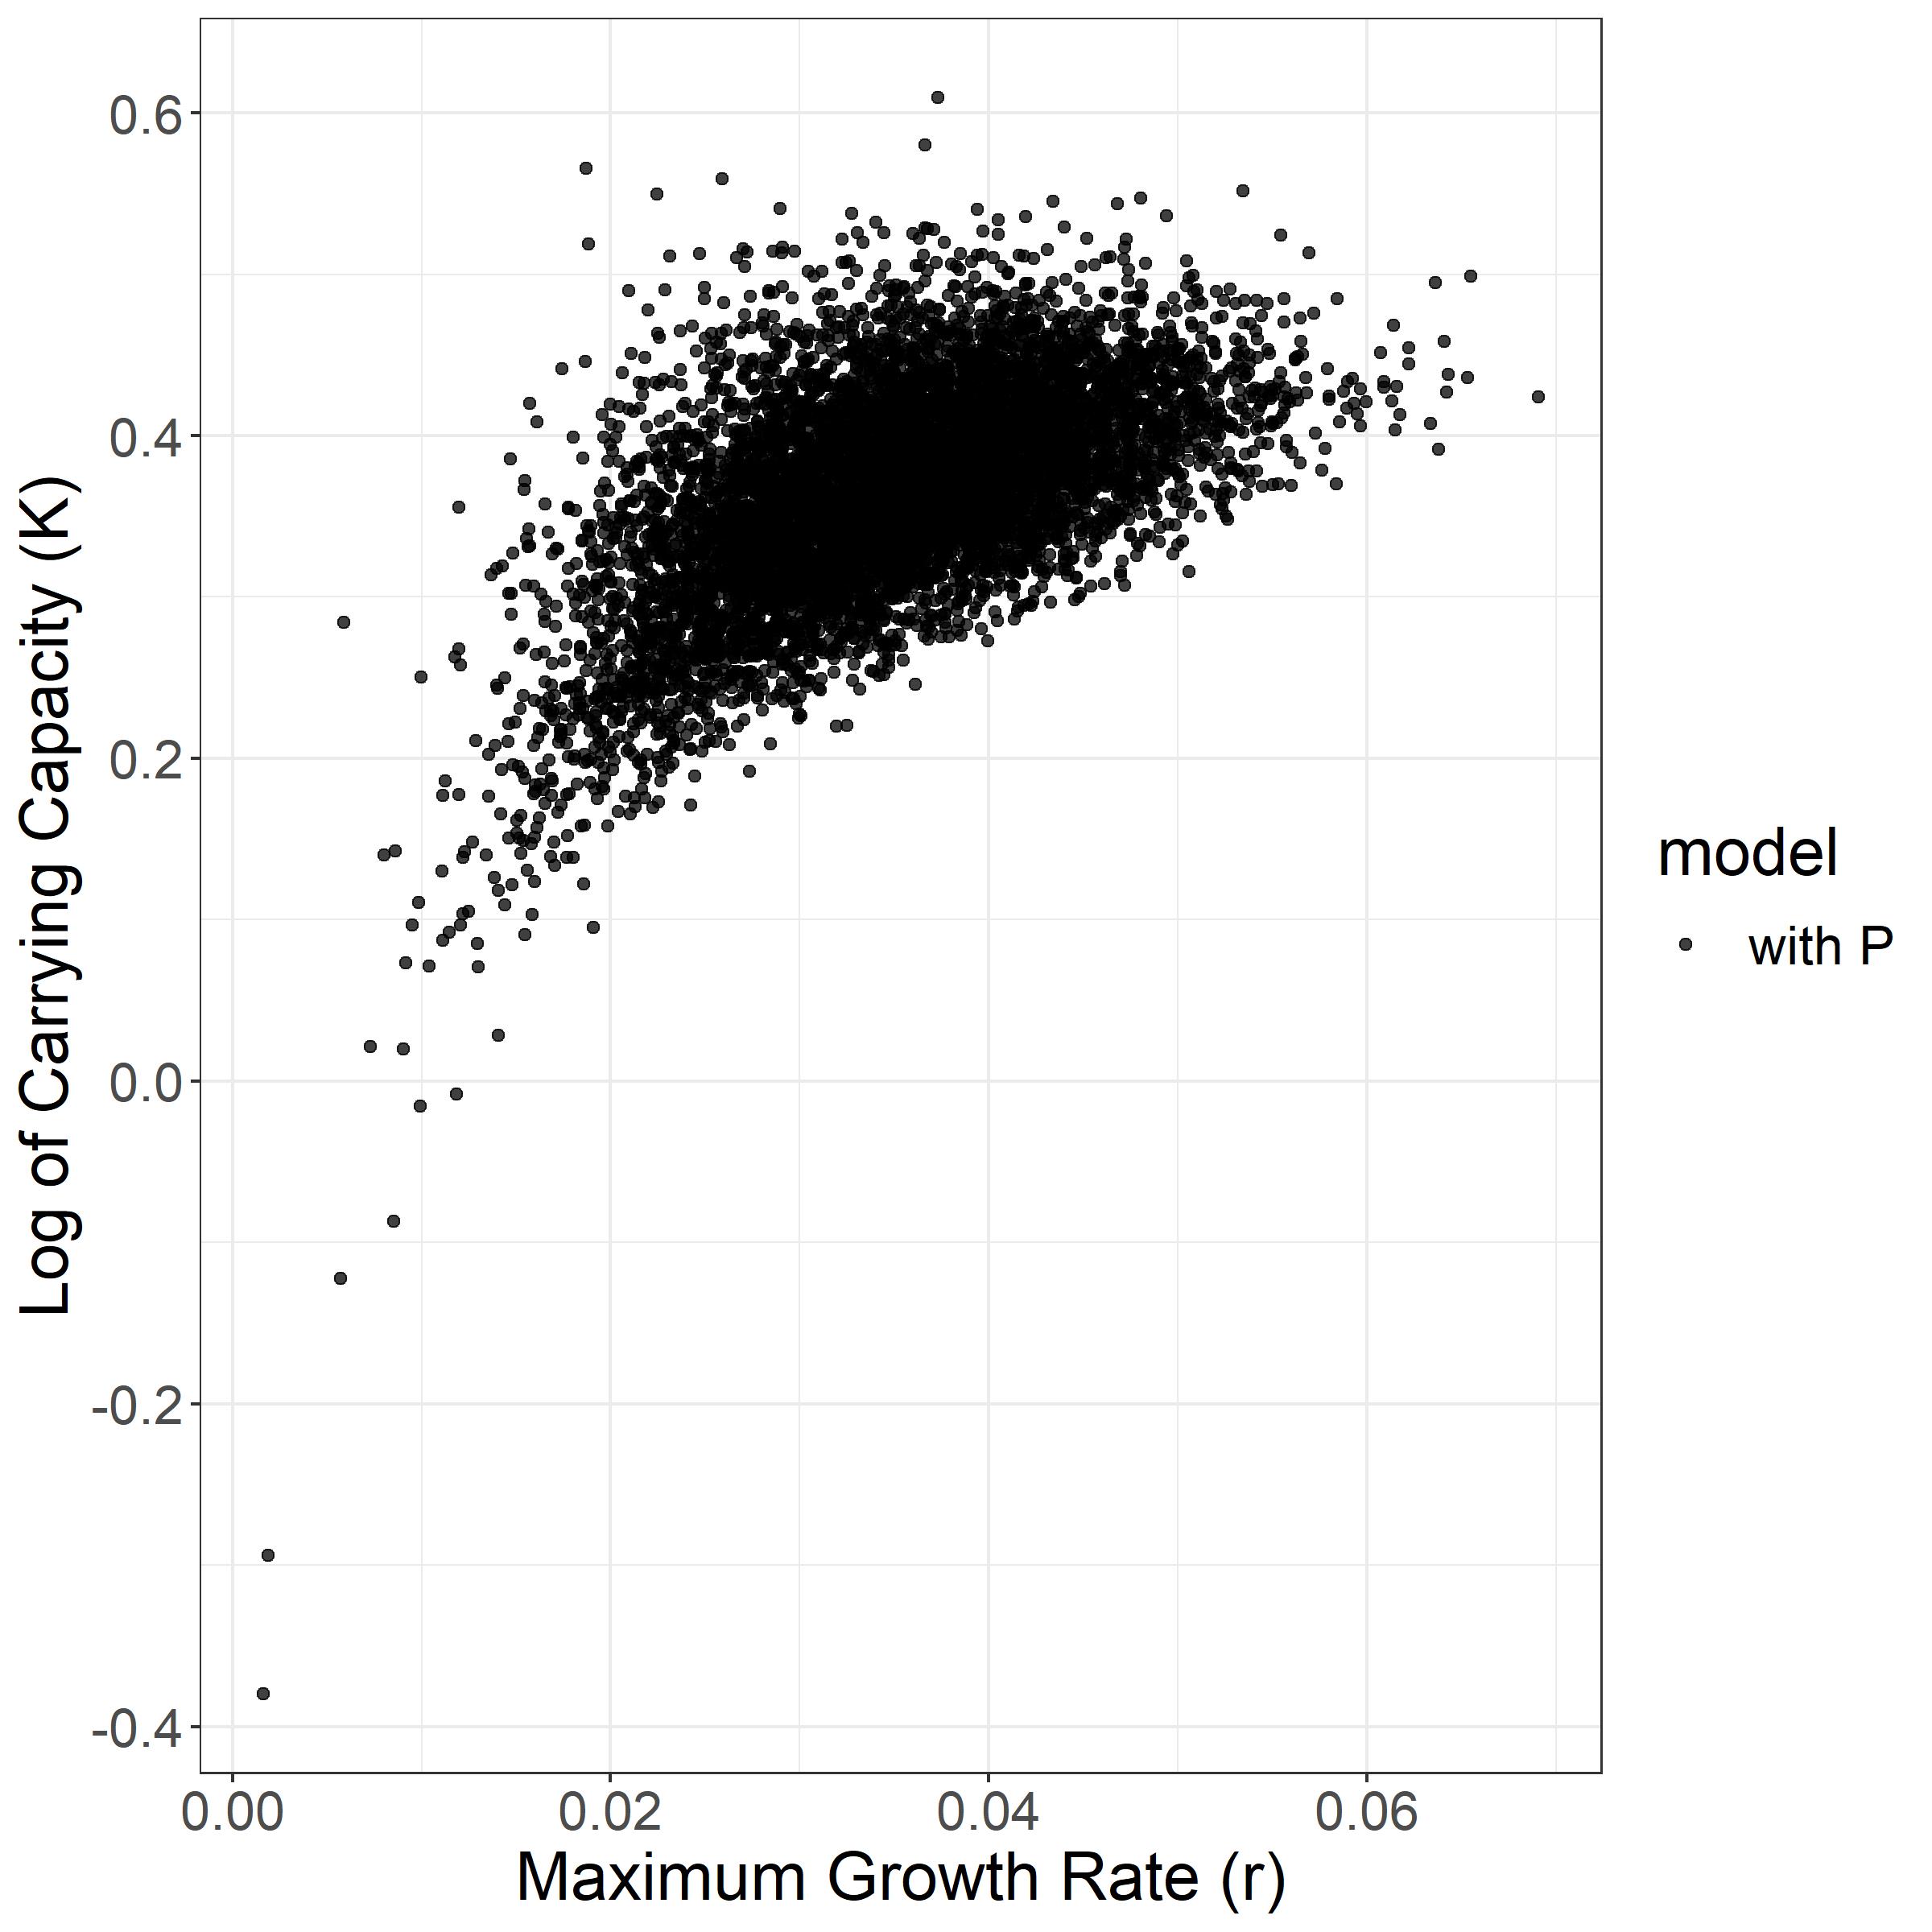 Log of Carrying Capacity (K)
0.6
0.4
0.2
0.0
-0.2
-0.4
0.00 0.02 0.04 0.06
Maximum Growth Rate (r)
model
with P